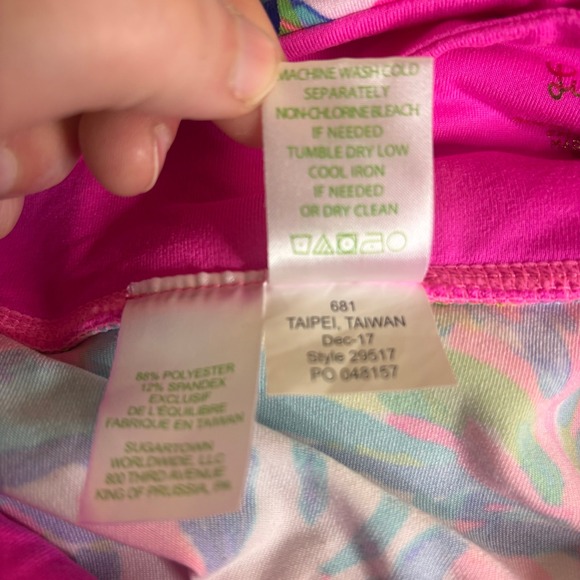 MACHINE WASH COLD
SEPARATELY
NON-CHLORINE BLEACH
IF NEEDED
TUMBLE DRY LOW
COOL IRON
IF NEEDED
OR DRY CLEAN
681
TAIPEI, TAIWAN
Dec-17
Style 29517
PO 048157
88% POLYESTER
12% SPANDEX
EXCLUSIF
DE L'ÉQUILIBRE
FABRIQUE EN TAIWAN
SUGARTOWN
WORLDWIDE, LLC
800 THIRD AVENUE
KING OF PRUSSIA, PA.